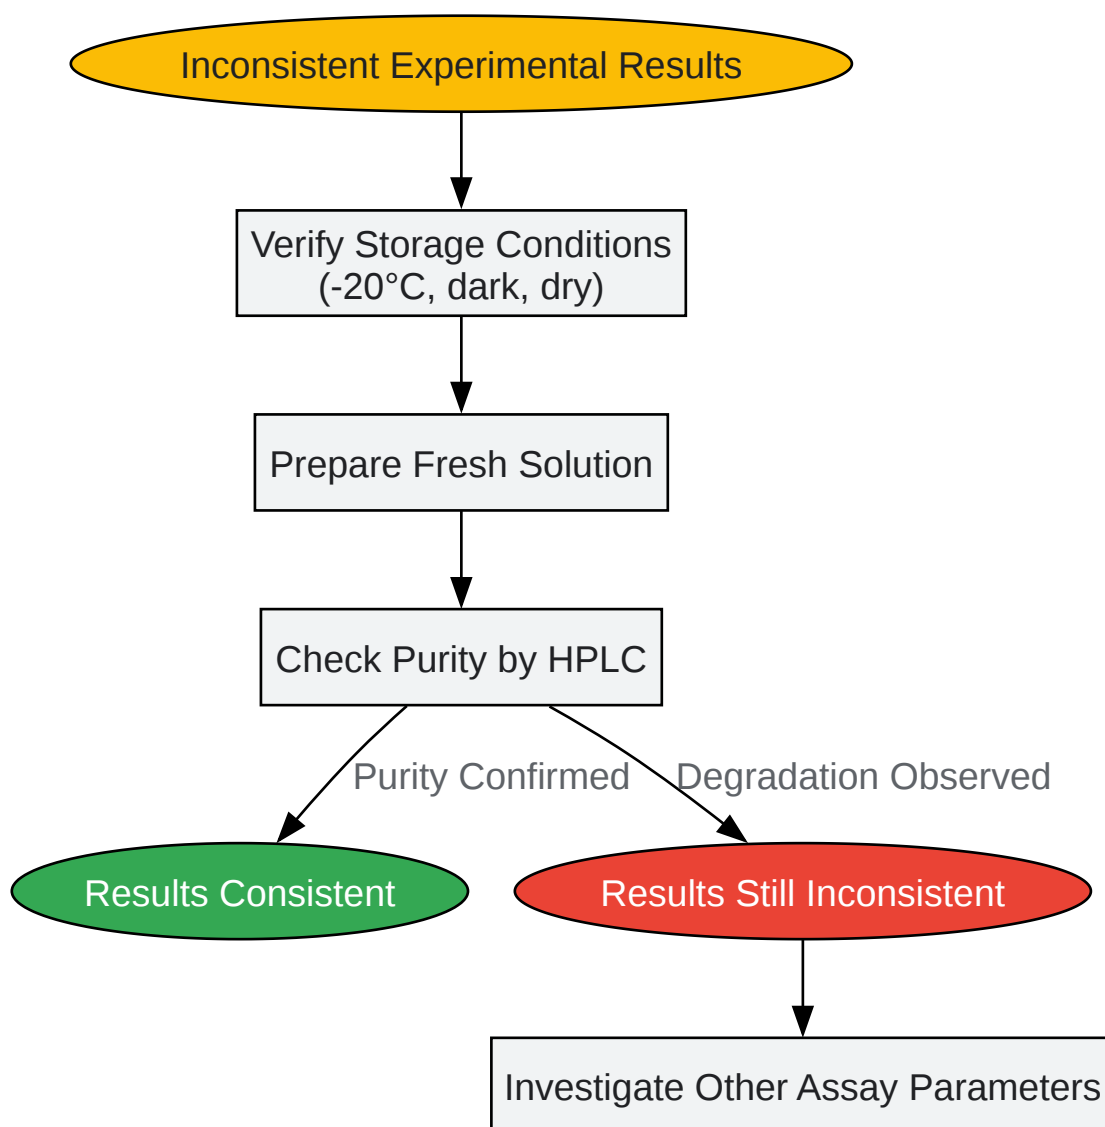 Inconsistent Experimental Results
Verify Storage Conditions
(-20°C, dark, dry)
Prepare Fresh Solution
Check Purity by HPLC
Purity Confirmed
Degradation Observed
Results Consistent
Results Still Inconsistent
Investigate Other Assay Parameters